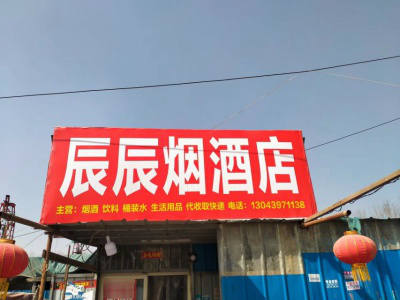 辰辰烟酒店
主营：烟酒 饮料 桶装水 生活用品 代收取快递 电话：13043971138